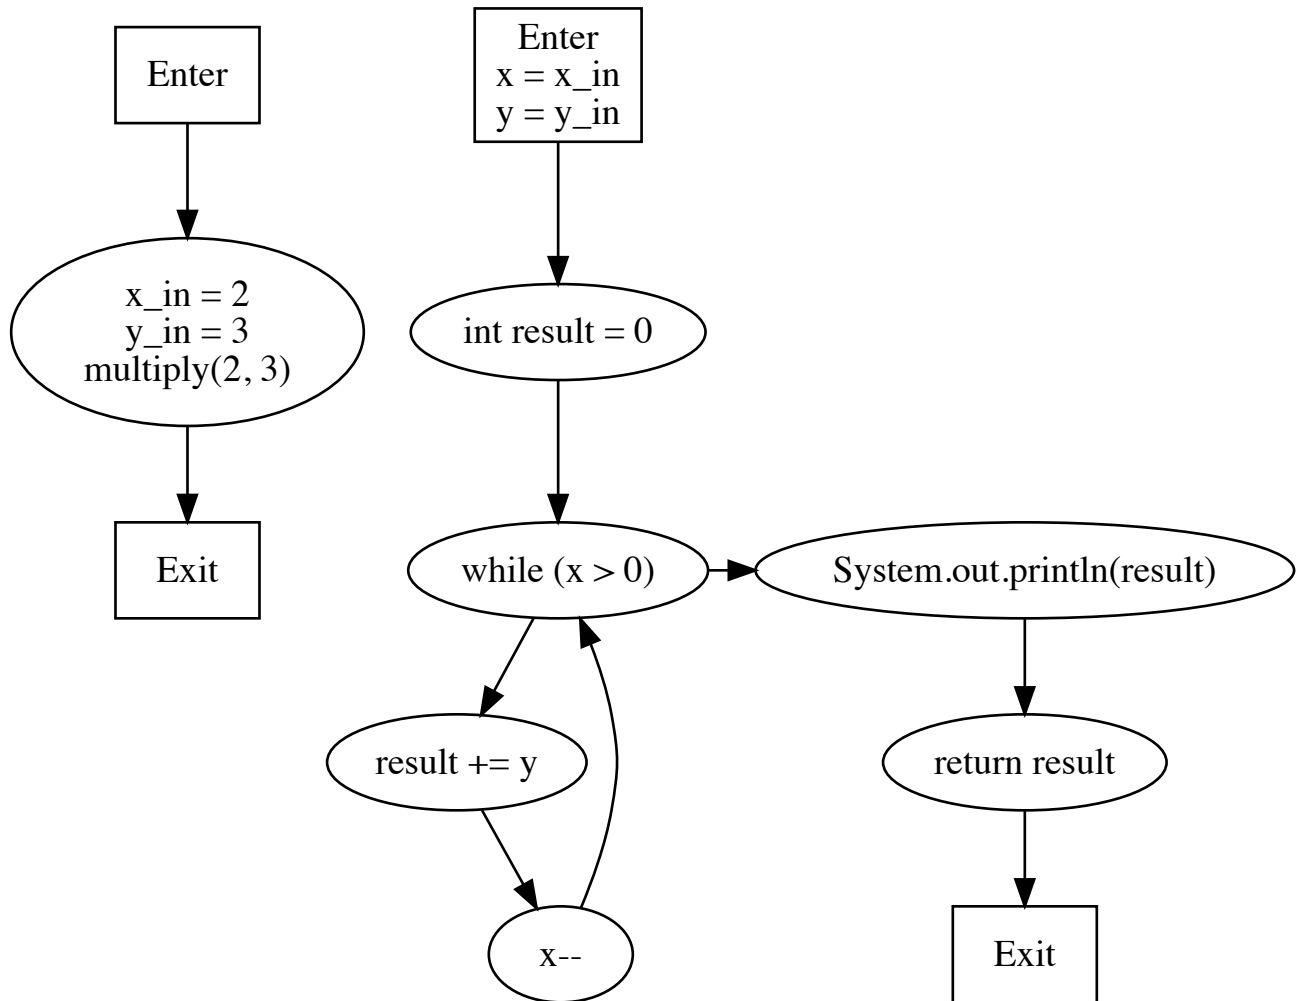 Enter
x_in = 2
y_in = 3
multiply(2, 3)
Exit
Enter
x = x_in
y = y_in
int result = 0
while (x > 0)
result += y
x--
System.out.println(result)
return result
Exit